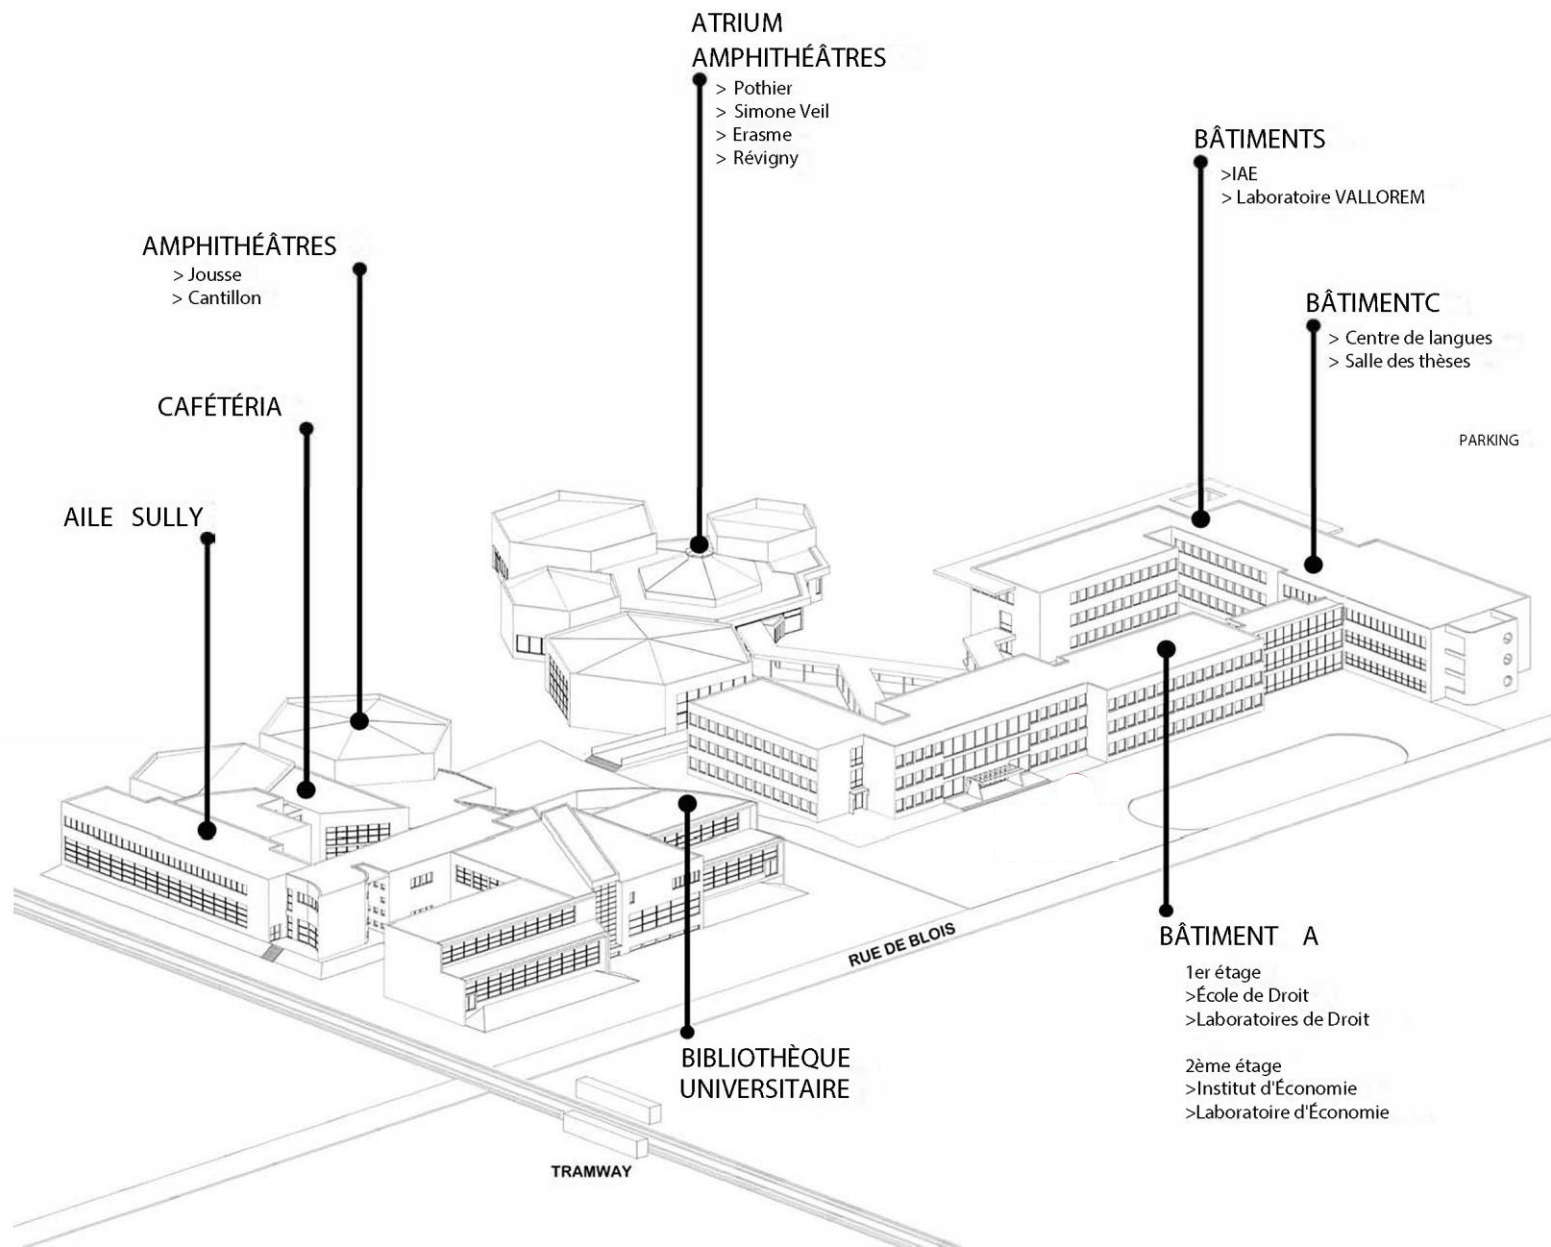 ATRIUM
AMPHITHÉÂTRES
> Pothier
> Simone Veil
> Erasme
> Révigny
BÂTIMENTS
>IAE
> Laboratoire VALLOREM
AMPHITHÉÂTRES
> Jousse
> Cantillon
BÂTIMENTC
> Centre de langues
> Salle des thèses
CAFÉTÉRIA
PARKING
AILE SULLY
RUE DE BLOIS
BÂTIMENT A
1er étage
>École de Droit
>Laboratoires de Droit
2ème étage
>Institut d'Économie
>Laboratoire d'Économie
BIBLIOTHÈQUE
UNIVERSITAIRE
TRAMWAY